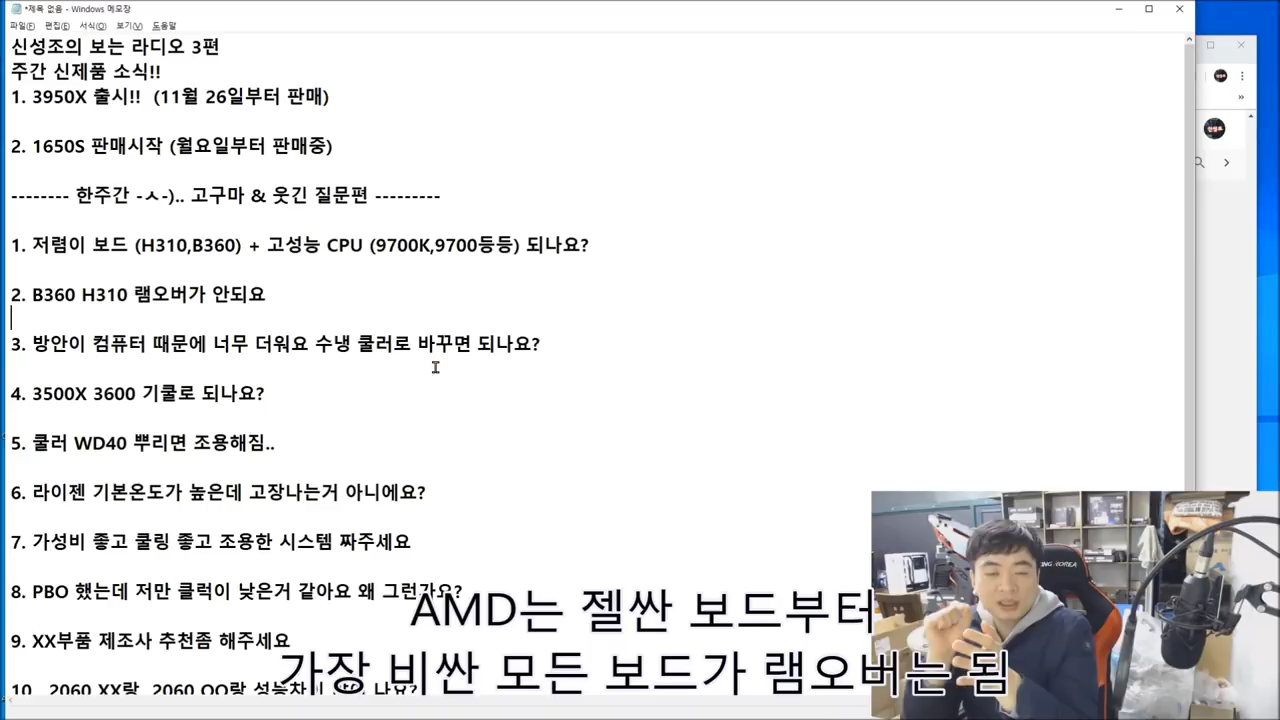 *제목 없음 - Windows 메모장
파일(F) 편집(E) 서식(O) 보기(V) 도움말
신성조의 보는 라디오 3편
주간 신제품 소식!!
1. 3950X 출시!! (11월 26일부터 판매)
2. 1650S 판매시작 (월요일부터 판매중)
-------- 한주간 -ㅅ-).. 고구마 & 웃긴 질문편 ---------
1. 저렴이 보드 (H310,B360) + 고성능 CPU (9700K,9700등등) 되나요?
2. B360 H310 램오버가 안되요
3. 방안이 컴퓨터 때문에 너무 더워요 수냉 쿨러로 바꾸면 되나요?
4. 3500X 3600 기쿨로 되나요?
5. 쿨러 WD40 뿌리면 조용해짐..
6. 라이젠 기본온도가 높은데 고장나는거 아니에요?
7. 가성비 좋고 쿨링 좋고 조용한 시스템 짜주세요
8. PBO 했는데 저만 클럭이 낮은거 같아요 왜 그런가요?
9. XX부품 제조사 추천좀 해주세요
10. 2060 XX랑 2060 OO랑
AMD는 젤싼 보드부터
가장 비싼 모든 보드가 램오버는 됨